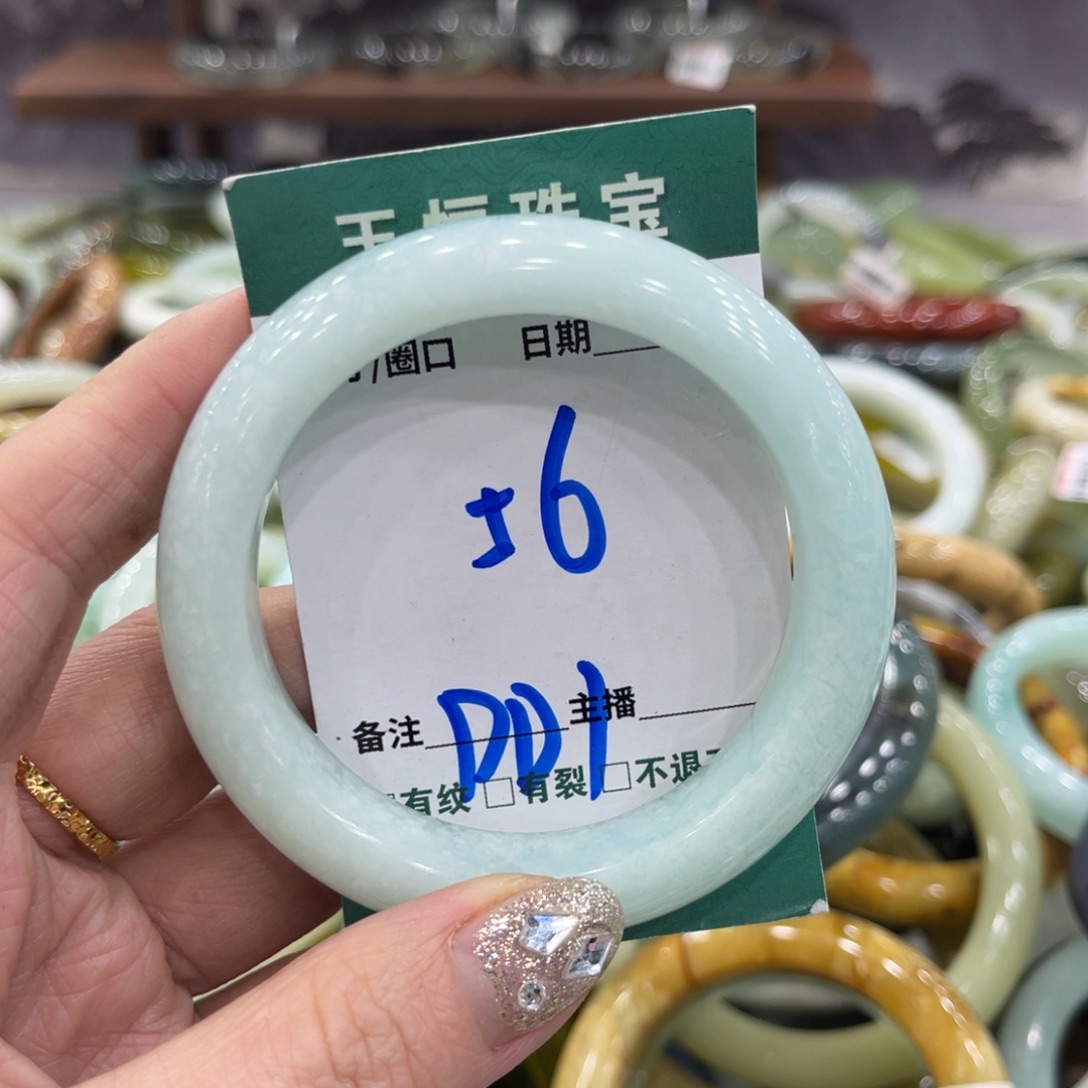 珠宝
/圈口 日期
56
备注 DD1 主播
有纹 □有裂 □不退